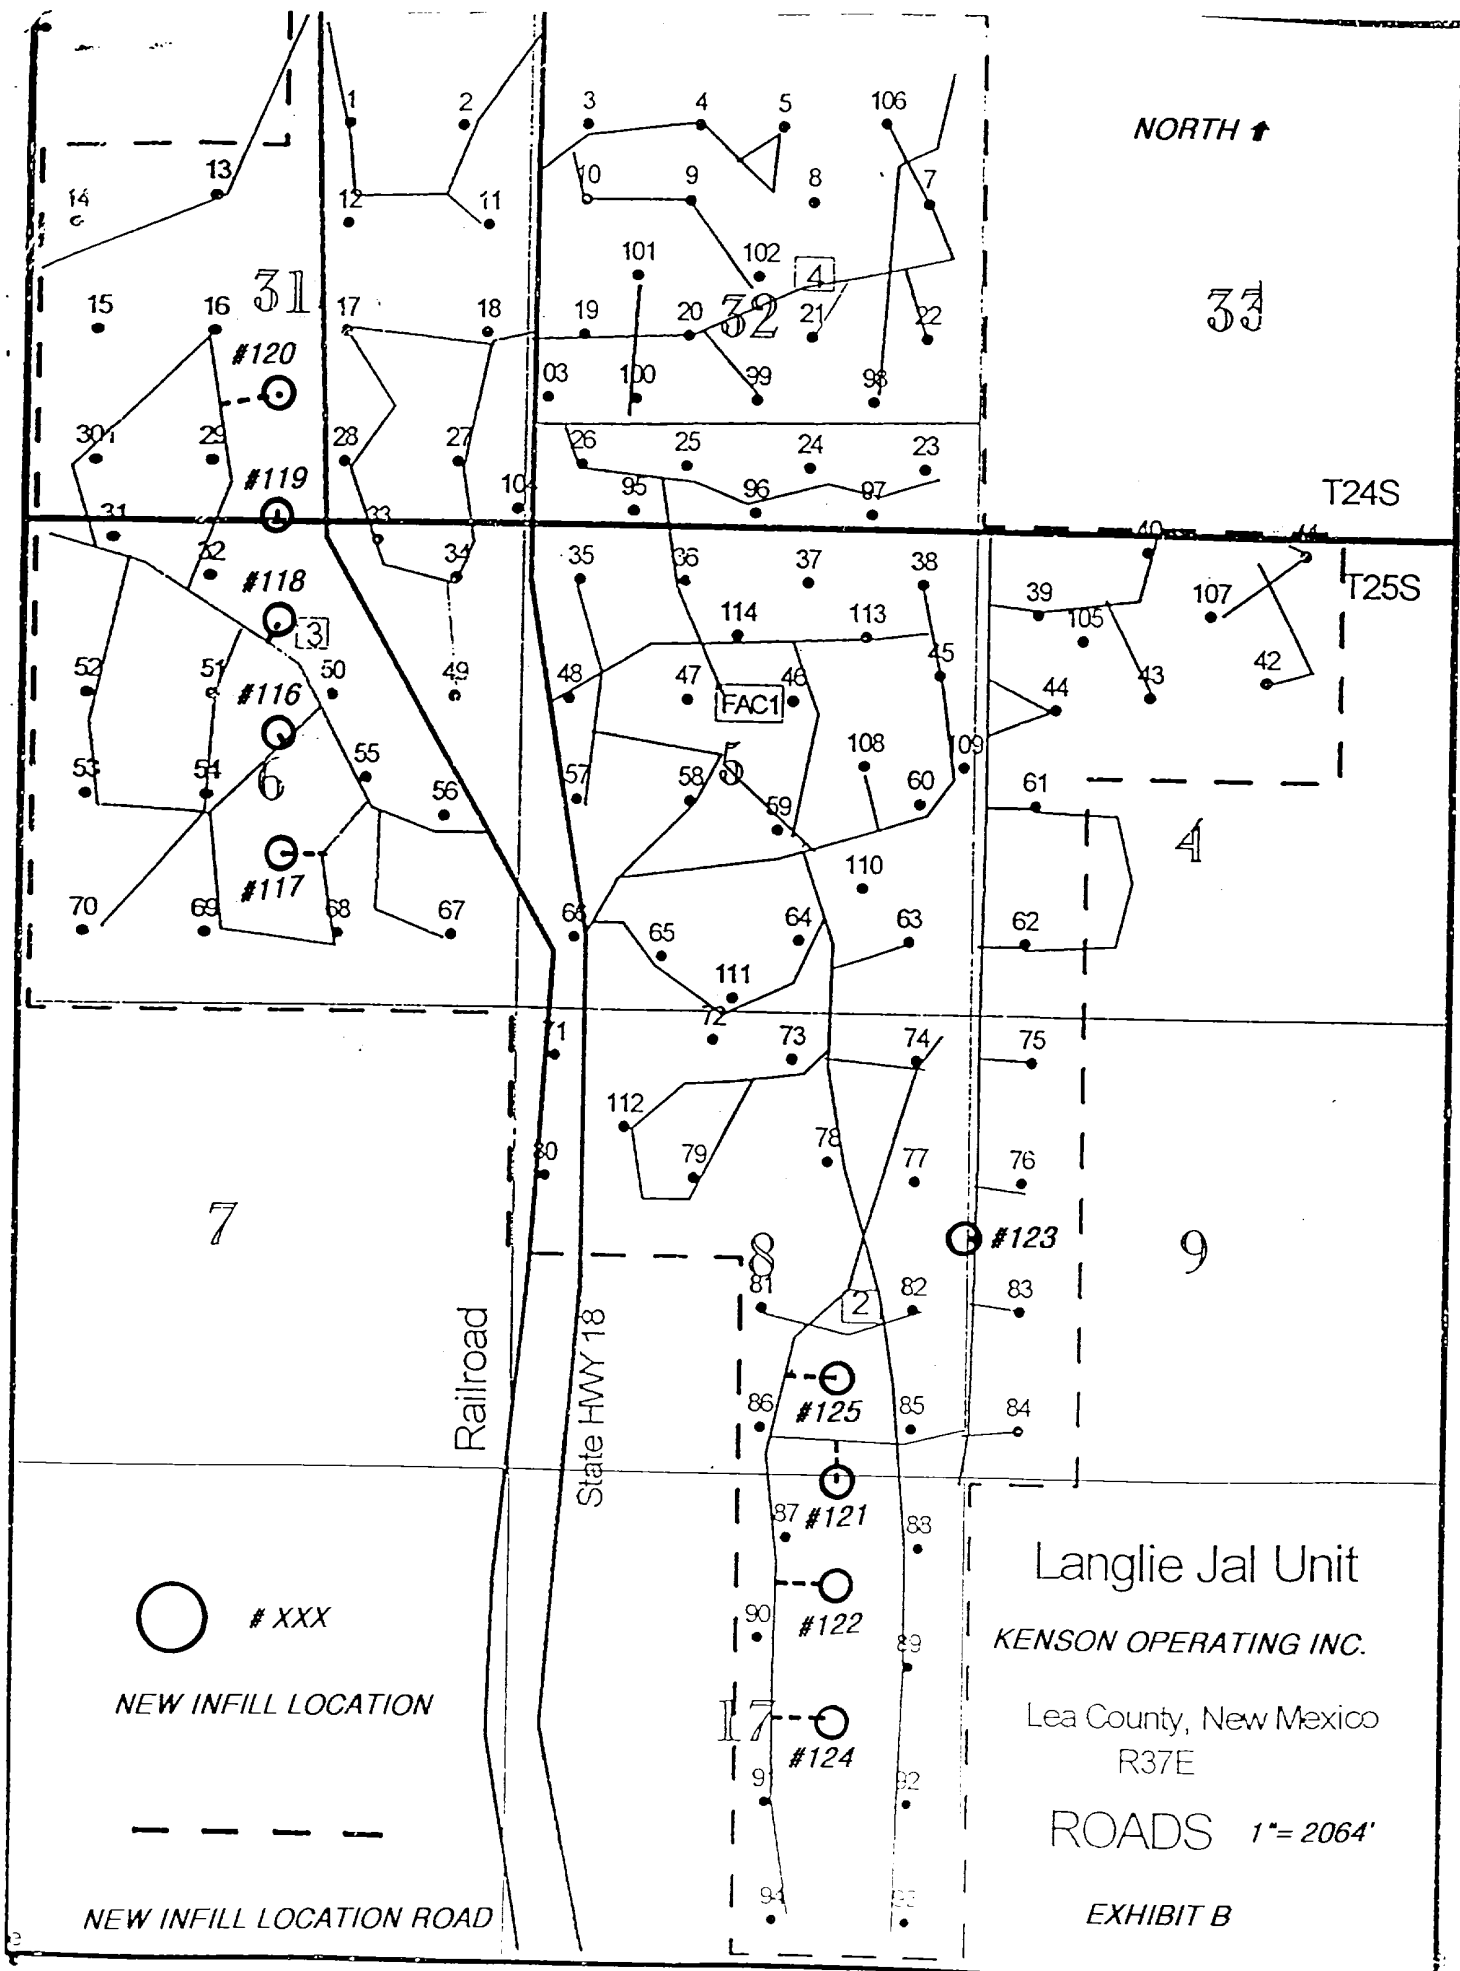 1 2 3 4 5 106
NORTH ↑
13 14 12 11 10 9 8 7
31 101 102 4 32 33
15 16 17 18 19 20 21 22
#120
03 100 99 98
29 28 27 26 25 24 23
#119
104 95 96 97
T24S
31 33 40
32 34 35 36 37 38
T25S
#118
3 114 113 39 105 107
52 51 50 49 48 47 46 45 44 43 42
#116
FAC1
53 54 6 55 56 57 58 5 59 108 60 109 61
4
#117
110
70 69 68 67 66 65 64 63 62
111
71 72 73 74 75
112
80 79 78 77 76
7 8 9
#123
81 2 82 83
Railroad
State HWY 18
#125
86 85 84
#121
87 88
Langlie Jal Unit
# XXX
#122
90 89
KENSON OPERATING INC.
NEW INFILL LOCATION
17
Lea County, New Mexico
R37E
#124
92
ROADS 1"= 2064'
NEW INFILL LOCATION ROAD
EXHIBIT B